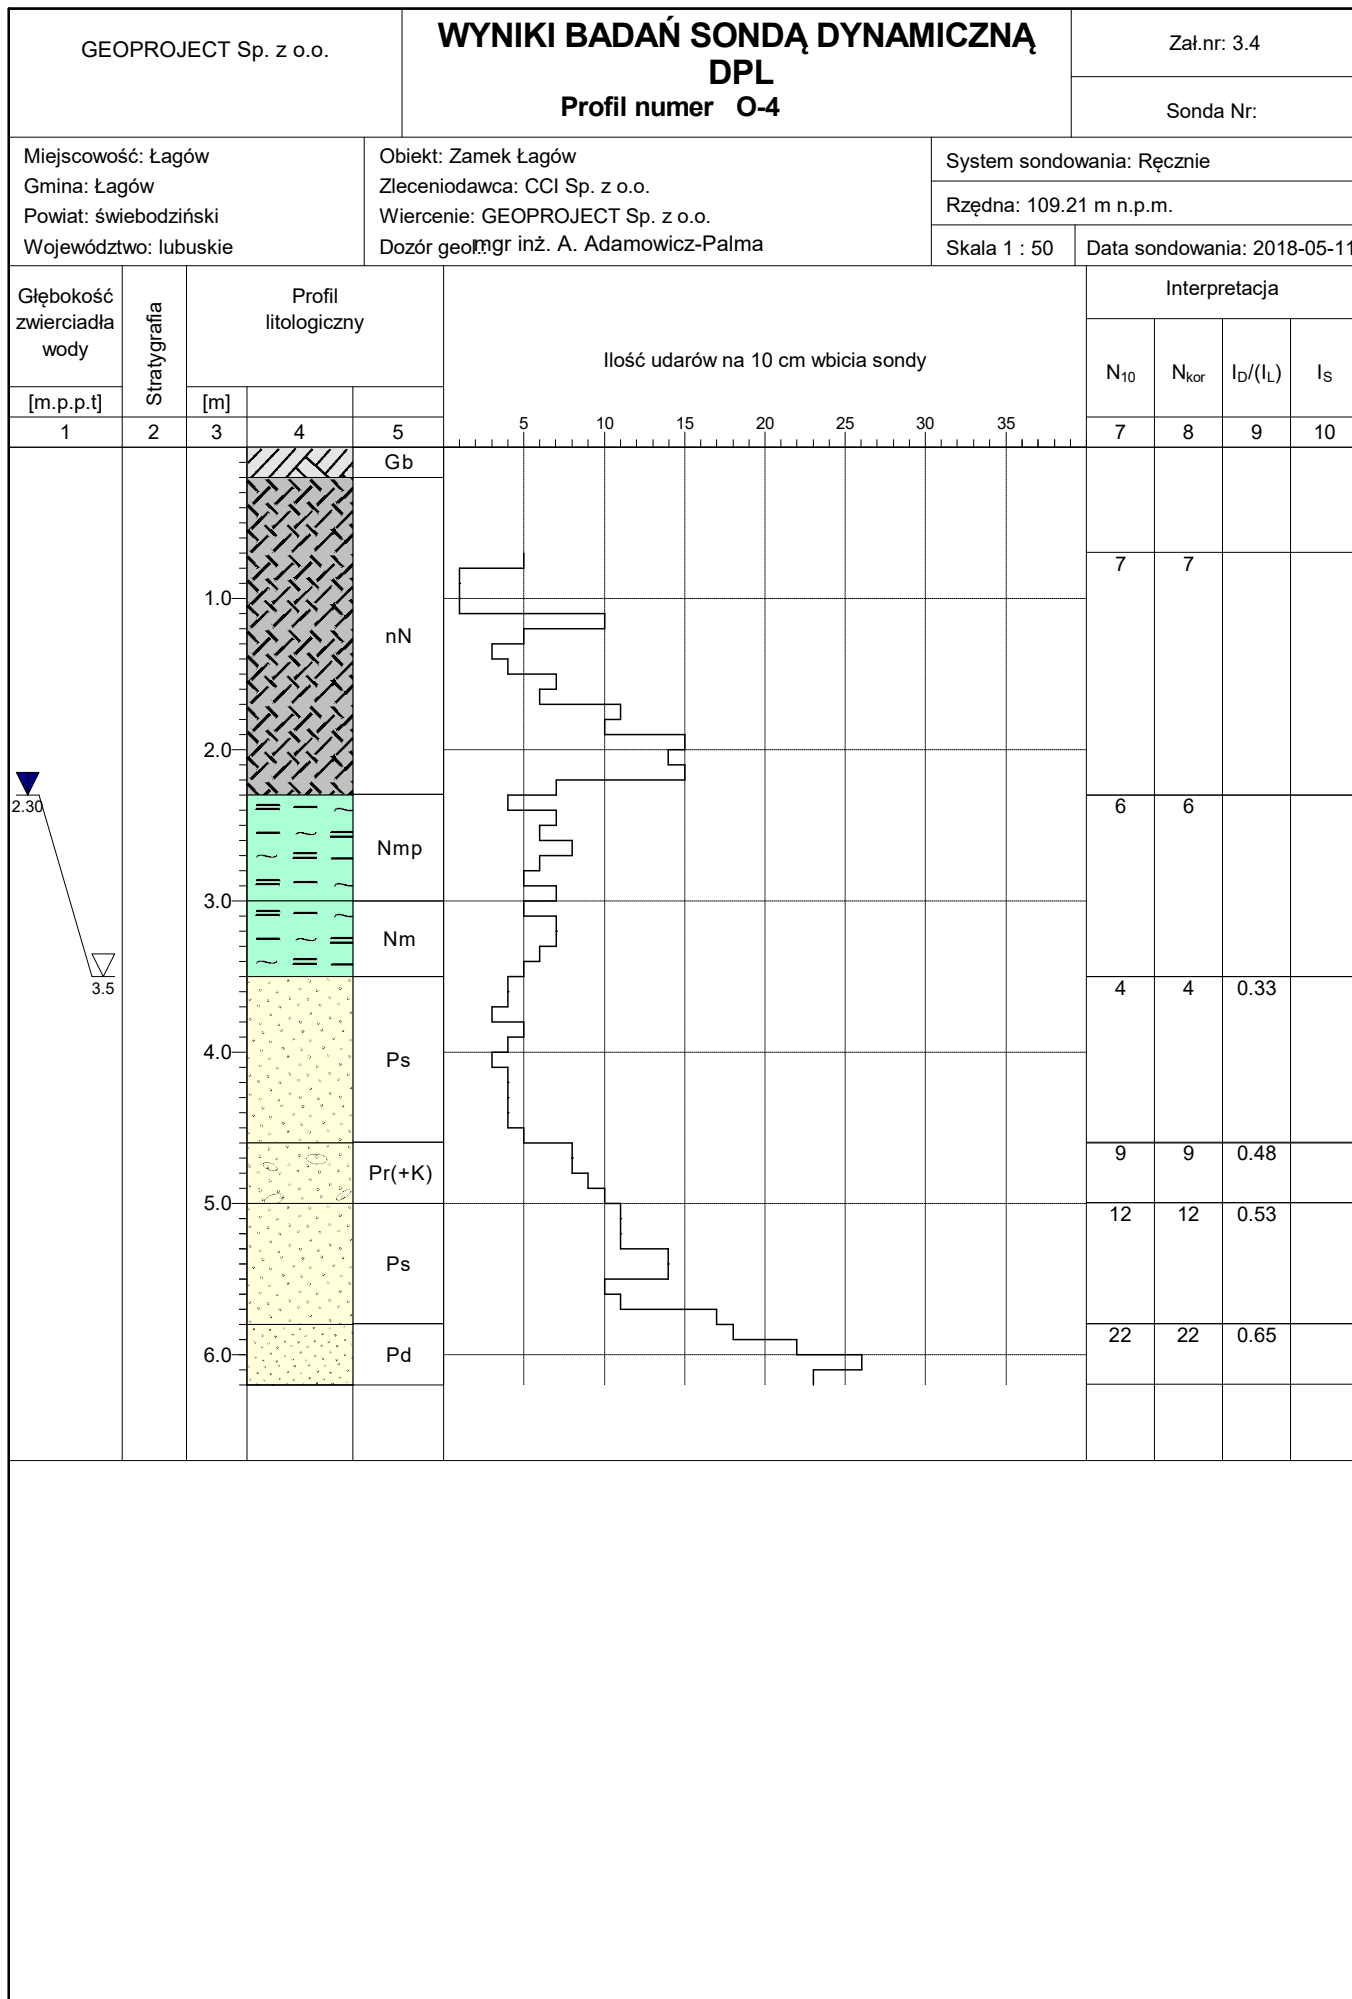 GEOPROJECT Sp. z o.o.
WYNIKI BADAŃ SONDĄ DYNAMICZNĄ
DPL
Profil numer O-4
Zał.nr: 3.4
Sonda Nr:
Miejscowość: Łagów
Gmina: Łagów
Powiat: świebodziński
Województwo: lubuskie
Obiekt: Zamek Łagów
Zleceniodawca: CCI Sp. z o.o.
Wiercenie: GEOPROJECT Sp. z o.o.
Dozór geol.: mgr inż. A. Adamowicz-Palma
System sondowania: Ręcznie
Rzędna: 109.21 m n.p.m.
Skala 1 : 50
Data sondowania: 2018-05-11
Głębokość
zwierciadła
wody
[m.p.p.t]
Stratygrafia
Profil
litologiczny
[m]
Ilość udarów na 10 cm wbicia sondy
Interpretacja
N10 Nkor ID/(IL) IS
5 10 15 20 25 30 35
1 2 3 4 5 7 8 9 10
Gb
7 7
1.0
nN
2.0
2.30
6 6
Nmp
3.0
Nm
3.5
4 4 0.33
4.0
Ps
9 9 0.48
Pr(+K)
5.0
12 12 0.53
Ps
22 22 0.65
6.0
Pd